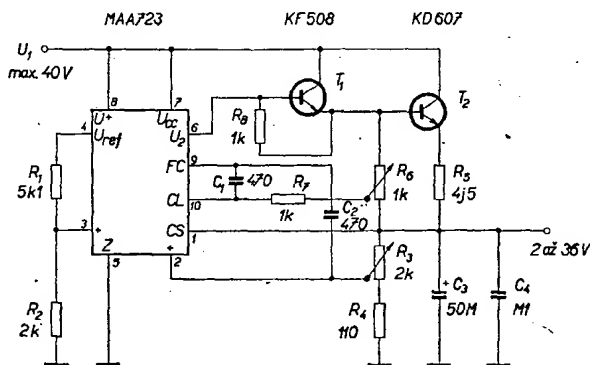 MAA723 KF508 KD607
U1
max. 40V
T1
T2
8 7
U+ Ucc
4 Uref U2 6
R8
1k
FC 9
R1
5k1
C1 470 R7
1k
R6
1k
R5
4j5
CL 10
C2
470
3 + CS 1
2 až 36V
Z +
5 2
R3
2k
R2
2k
R4
110
+ C3
50M
C4
M1